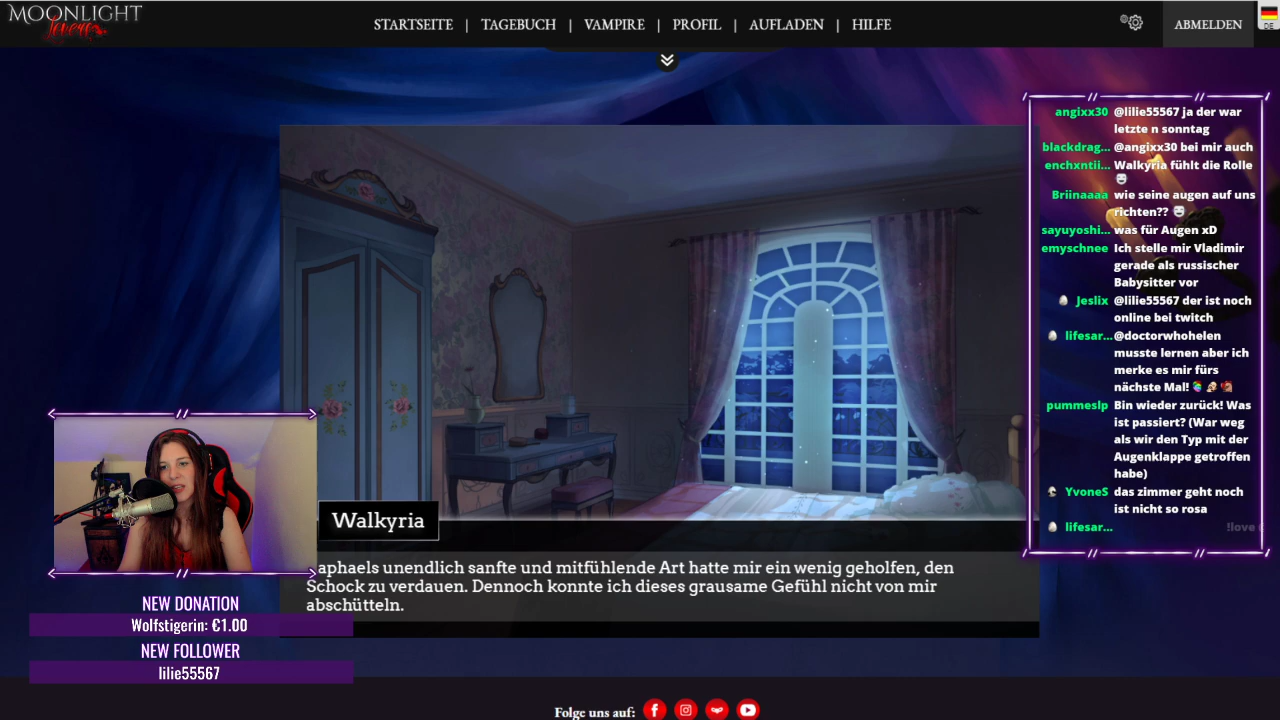 MOONLIGHT
Lovers
STARTSEITE | TAGEBUCH | VAMPIRE | PROFIL | AUFLADEN | HILFE
ABMELDEN
DE
angixx30 @lilie55567 ja der war
letzte n sonntag
blackdrag... @angixx30 bei mir auch
enchxntii... Walkyria fühlt die Rolle
Briinaaaa wie seine augen auf uns
richten??
sayuyoshi... was für Augen xD
emyschnee Ich stelle mir Vladimir
gerade als russischer
Babysitter vor
Jeslix @lilie55567 der ist noch
online bei twitch
lifesar... @doctorwhohelen
musste lernen aber ich
merke es mir fürs
nächste Mal!
pummeslp Bin wieder zurück! Was
ist passiert? (War weg
als wir den Typ mit der
Augenklappe getroffen
habe)
YvoneS das zimmer geht noch
ist nicht so rosa
lifesar... !love
Walkyria
aphaels unendlich sanfte und mitfühlende Art hatte mir ein wenig geholfen, den
Schock zu verdauen. Dennoch konnte ich dieses grausame Gefühl nicht von mir
abschütteln.
NEW DONATION
Wolfstigerin: €1.00
NEW FOLLOWER
lilie55567
Folge uns auf: